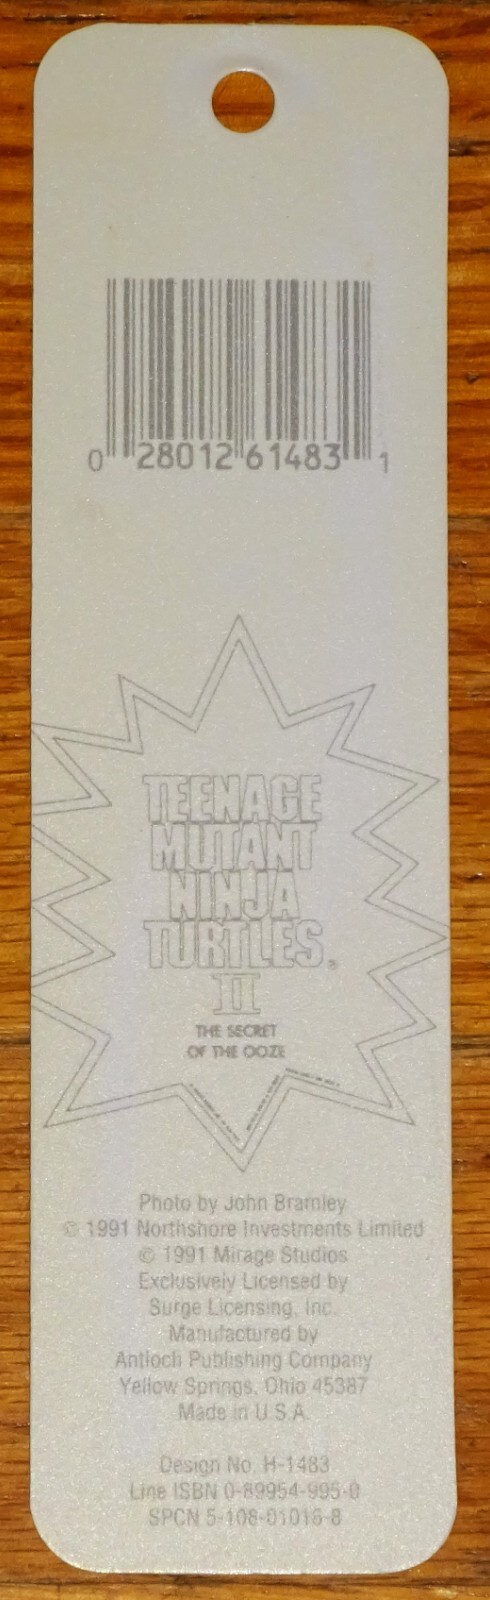 0 28012 61483 1
TEENAGE
MUTANT
NINJA
TURTLES®
II
THE SECRET
OF THE OOZE
Photo by John Bramley
© 1991 Northshore Investments Limited
© 1991 Mirage Studios
Exclusively Licensed by
Surge Licensing, Inc.
Manufactured by
Antioch Publishing Company
Yellow Springs, Ohio 45387
Made in U.S.A.
Design No. H-1483
Line ISBN 0-89954-995-0
SPCN 5-108-01016-8